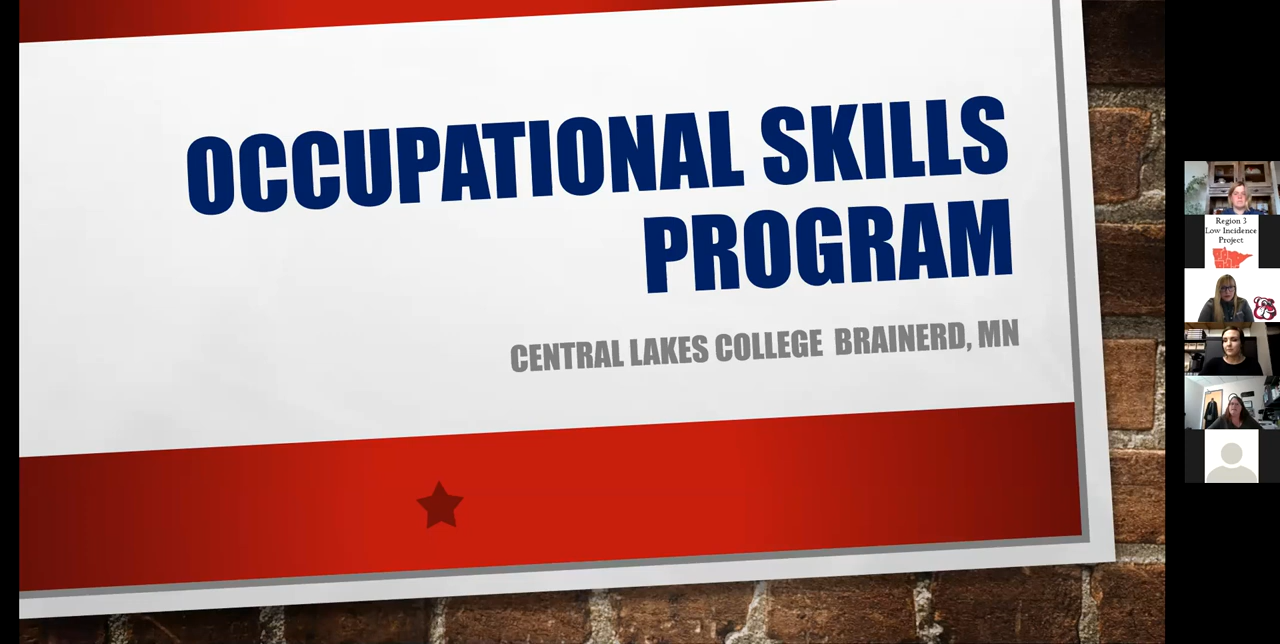 OCCUPATIONAL SKILLS
PROGRAM
CENTRAL LAKES COLLEGE BRAINERD, MN
Region 3
Low Incidence
Project